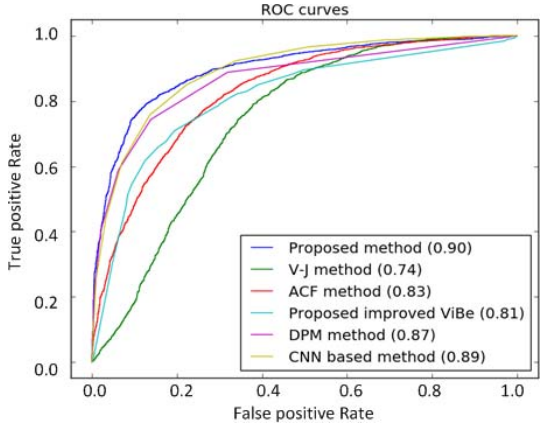 ROC curves
1.0
0.8
0.6
0.4
0.2
0.0
True positive Rate
Proposed method (0.90)
V-J method (0.74)
ACF method (0.83)
Proposed improved ViBe (0.81)
DPM method (0.87)
CNN based method (0.89)
0.0 0.2 0.4 0.6 0.8 1.0
False positive Rate